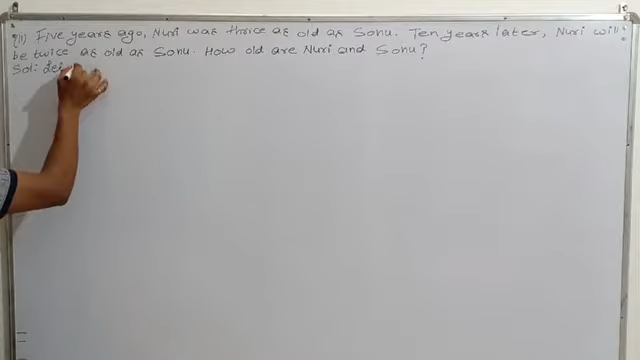 (ii) Five years ago, Nuri was thrice as old as Sonu. Ten years later, Nuri will
be twice as old as Sonu. How old are Nuri and Sonu?
Sol: Let